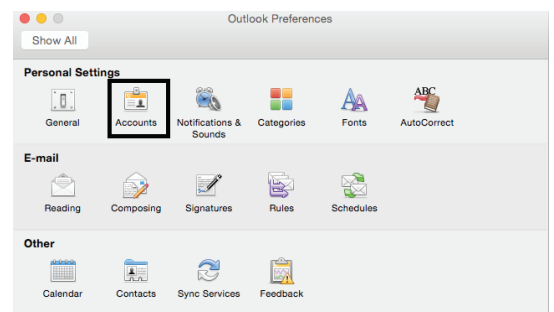 Outlook Preferences
Show All
Personal Settings
General Accounts Notifications & Sounds Categories Fonts ABC AutoCorrect
E-mail
Reading Composing Signatures Rules Schedules
Other
Calendar Contacts Sync Services Feedback